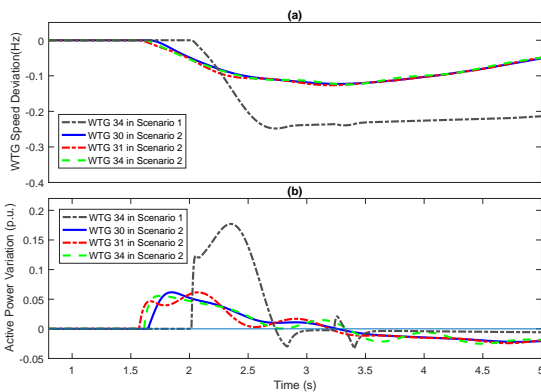 (a)
WTG Speed Deviation(Hz)
0
-0.1
-0.2
-0.3
-0.4
WTG 34 in Scenario 1
WTG 30 in Scenario 2
WTG 31 in Scenario 2
WTG 34 in Scenario 2
(b)
Active Power Variation (p.u.)
0.2
0.15
0.1
0.05
0
-0.05
WTG 34 in Scenario 1
WTG 30 in Scenario 2
WTG 31 in Scenario 2
WTG 34 in Scenario 2
1 1.5 2 2.5 3 3.5 4 4.5 5
Time (s)